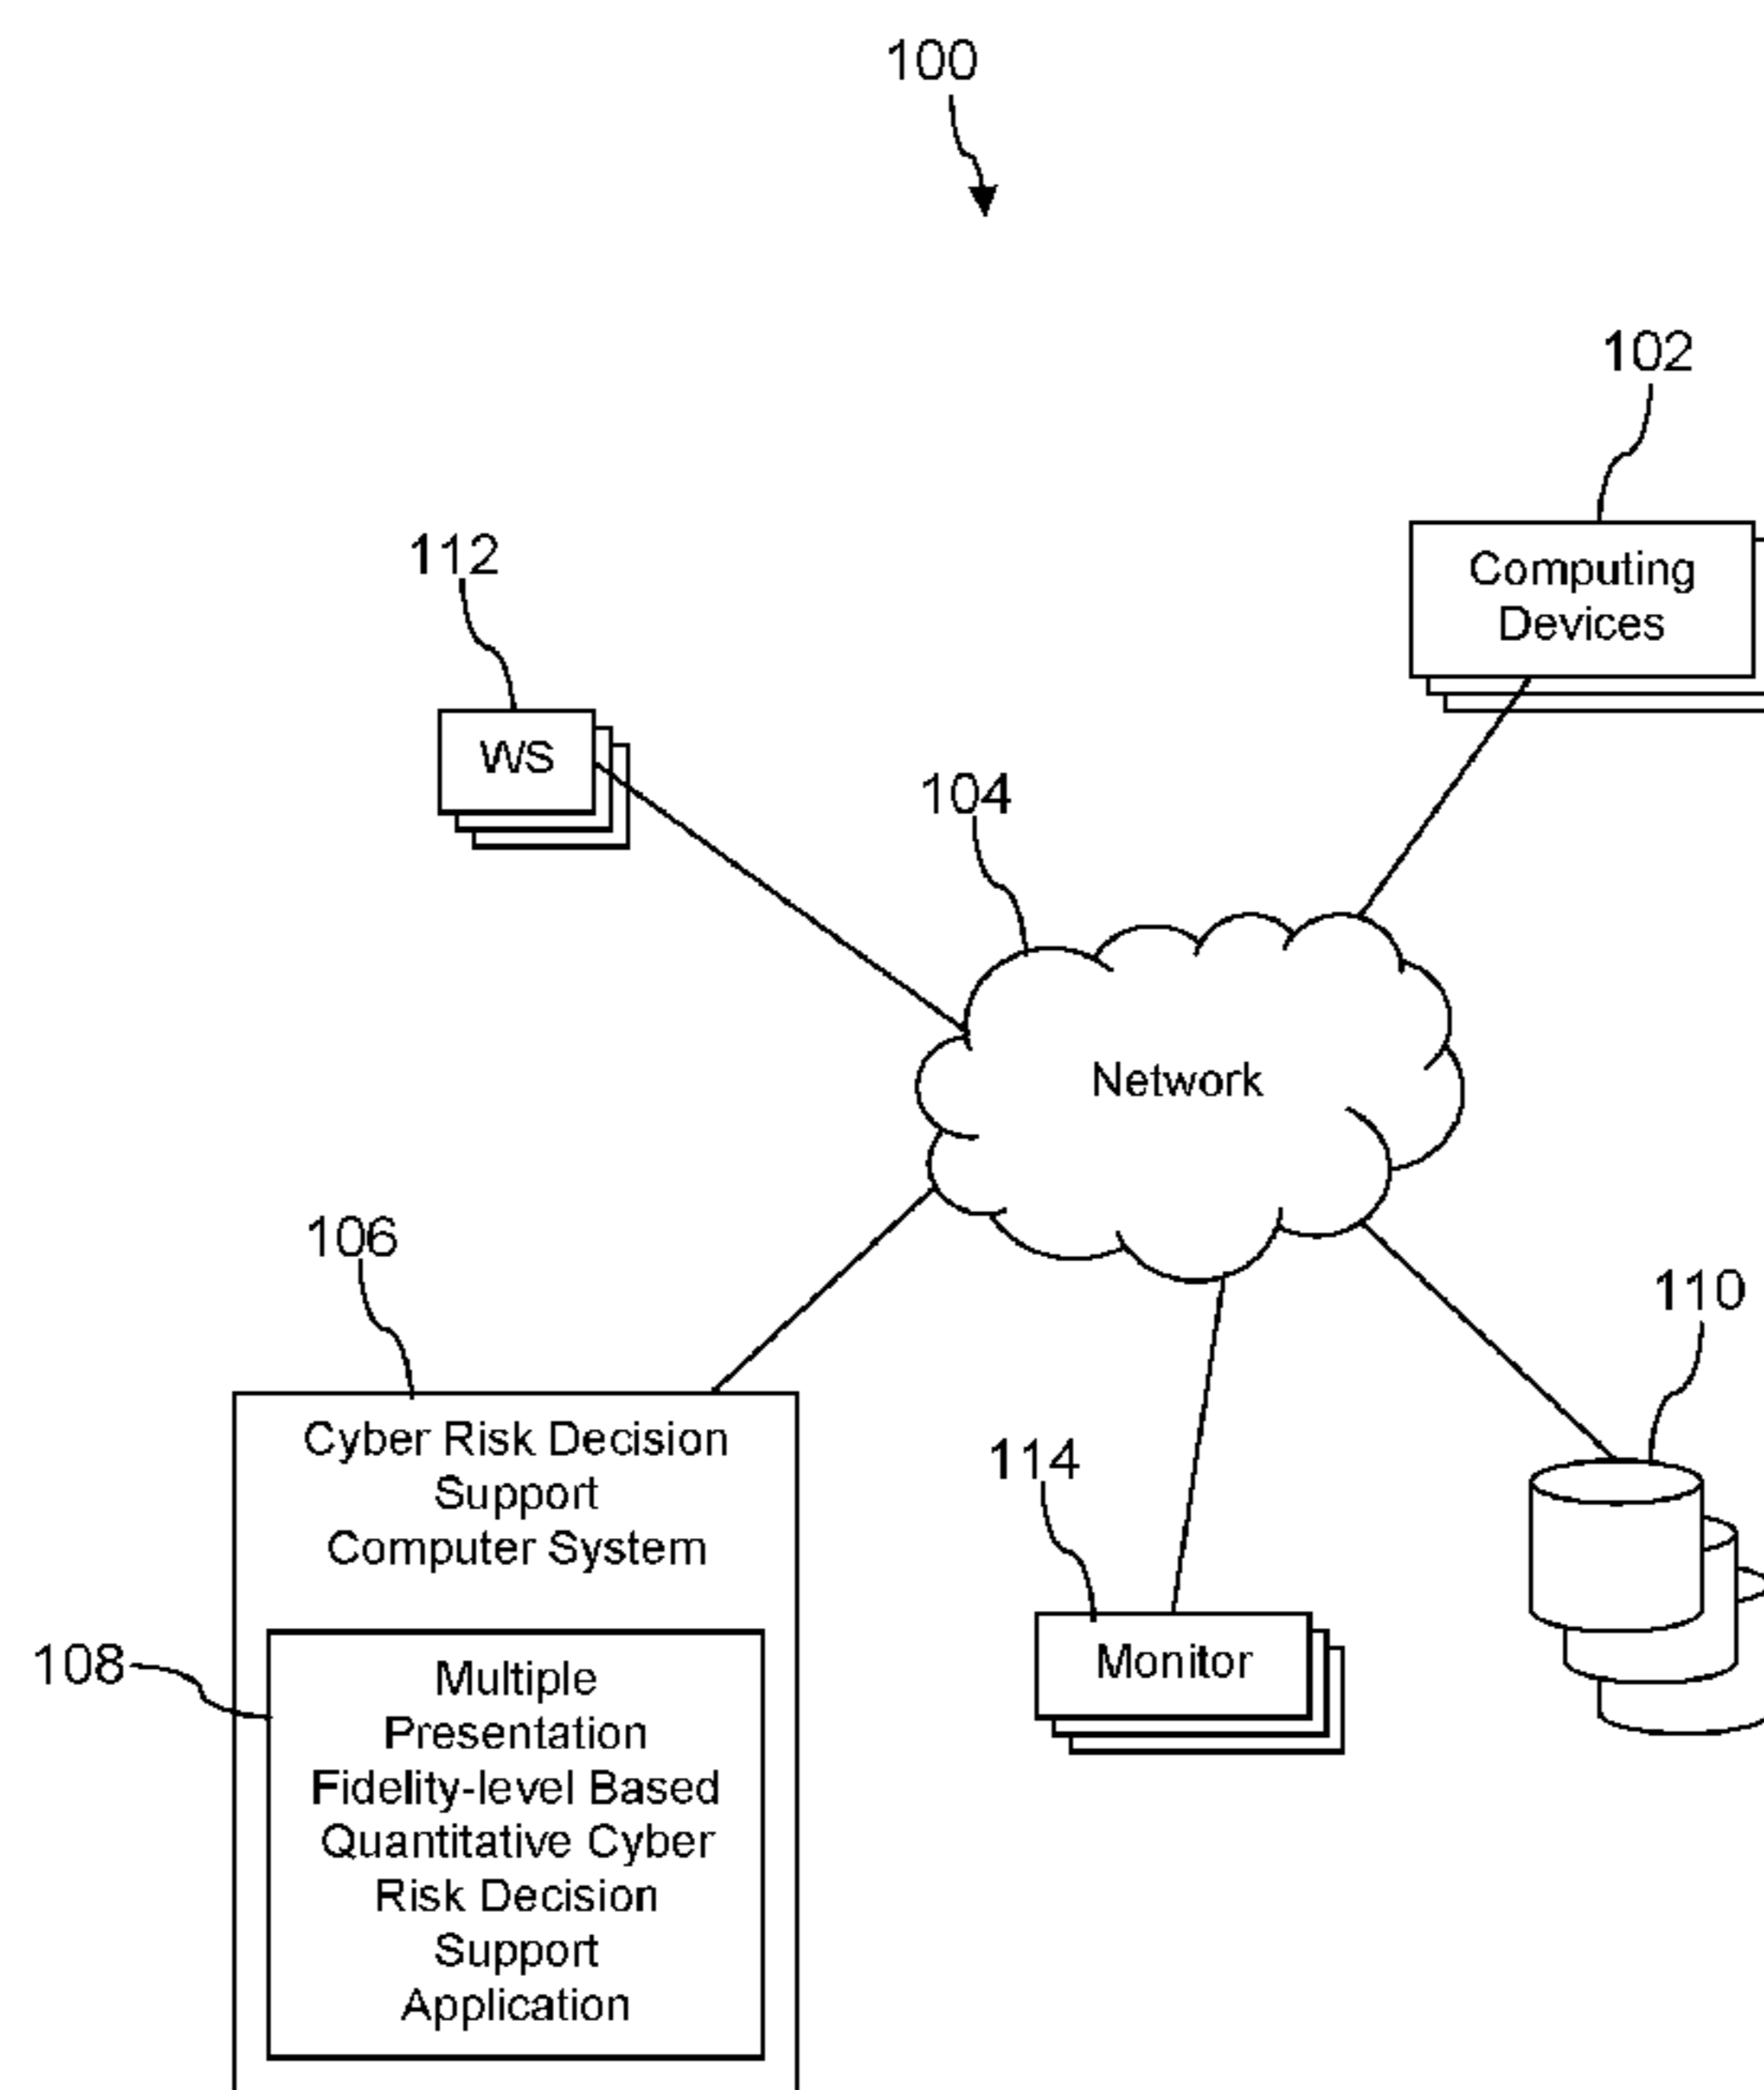 100
102
Computing
Devices
112
WS
104
Network
106
110
Cyber Risk Decision
Support
Computer System
114
Monitor
108
Multiple
Presentation
Fidelity-level Based
Quantitative Cyber
Risk Decision
Support
Application